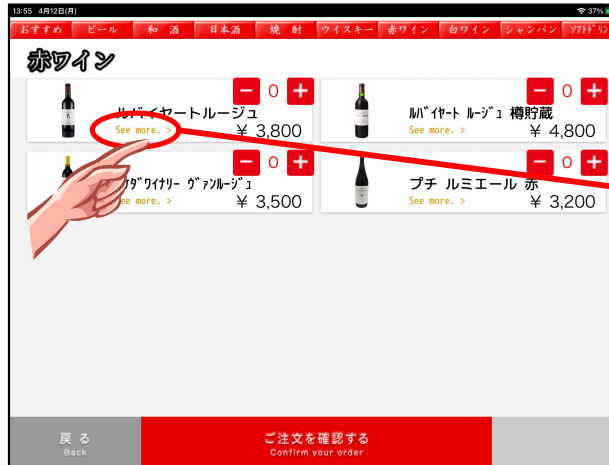 13:55 4月12日(月) 37%
おすすめ ビール 和 酒 日本酒 焼 酎 ウイスキー 赤ワイン 白ワイン シャンパン
赤ワイン
ルバイヤートルージュ
− 0 +
See more. >
¥ 3,800
ルバイヤート ルージュ 樽貯蔵
− 0 +
See more. >
¥ 4,800
ワイナリー ヴァンルージュ
− 0 +
ee more. >
¥ 3,500
プチ ルミエール 赤
− 0 +
See more. >
¥ 3,200
戻 る
Back
ご注文を確認する
Confirm your order